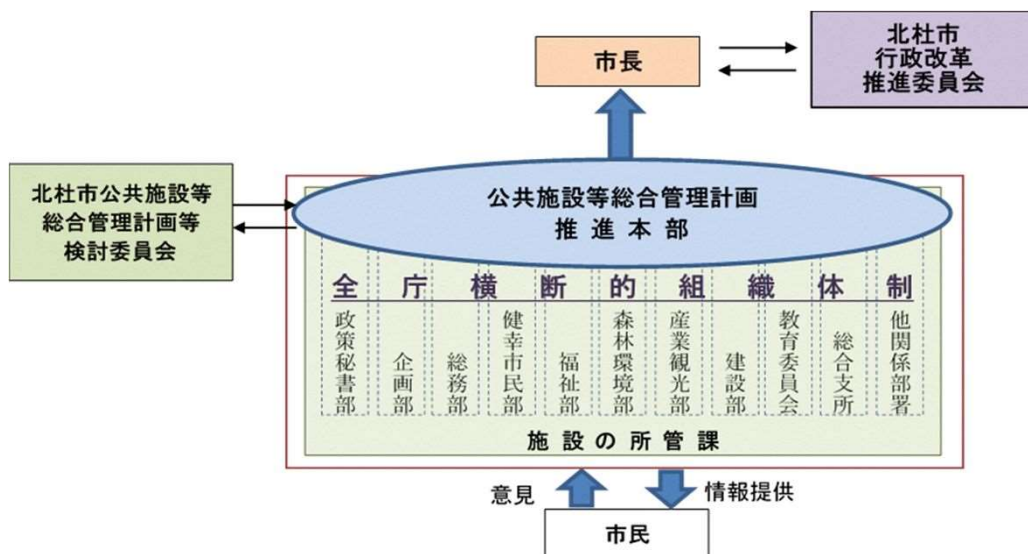 市長
北杜市
行政改革
推進委員会
北杜市公共施設等
総合管理計画等
検討委員会
公共施設等総合管理計画
推進本部
全庁横断的組織体制
政策秘書部
企画部
総務部
健幸市民部
福祉部
森林環境部
産業観光部
建設部
教育委員会
総合支所
他関係部署
施設の所管課
意見
情報提供
市民